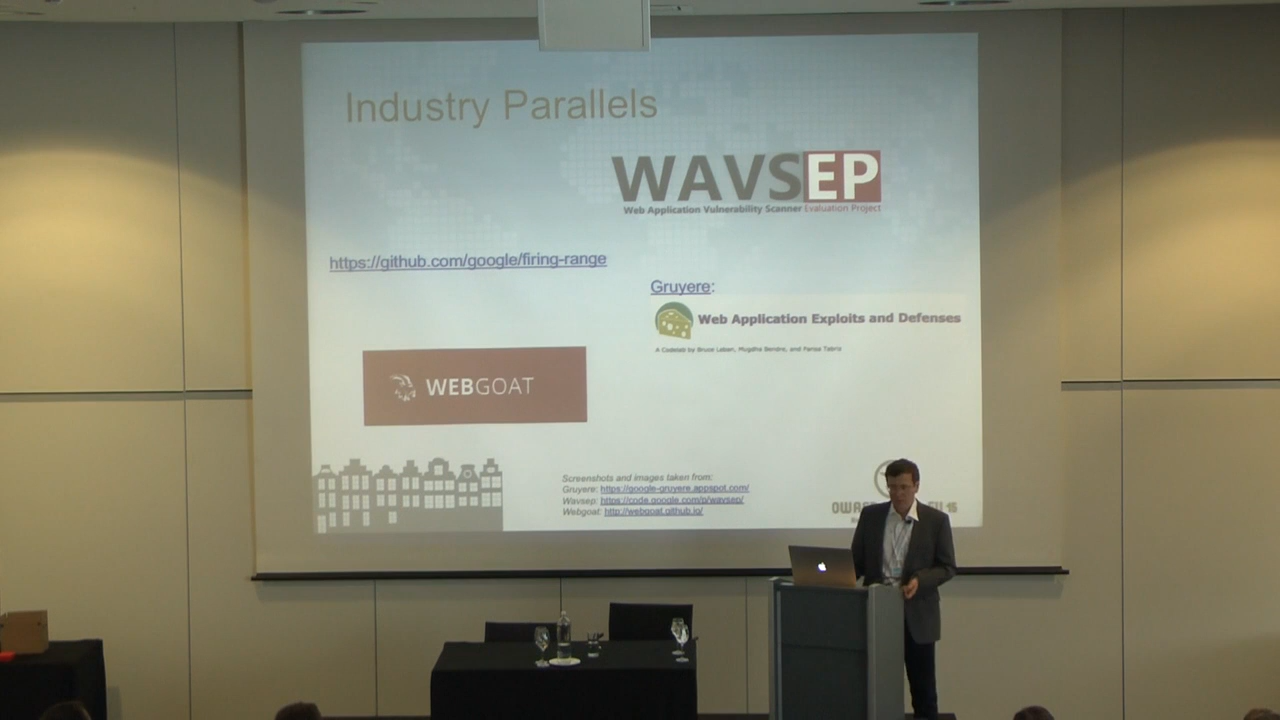 Industry Parallels
WAVSEP
Web Application Vulnerability Scanner Evaluation Project
https://github.com/google/firing-range
Gruyere:
Web Application Exploits and Defenses
A Codelab by Bruce Leban, Mugdha Bendre, and Parisa Tabriz
WEBGOAT
Screenshots and images taken from:
Gruyere: https://google-gruyere.appspot.com/
Wavsep: https://code.google.com/p/wavsep/
Webgoat: http://webgoat.github.io/